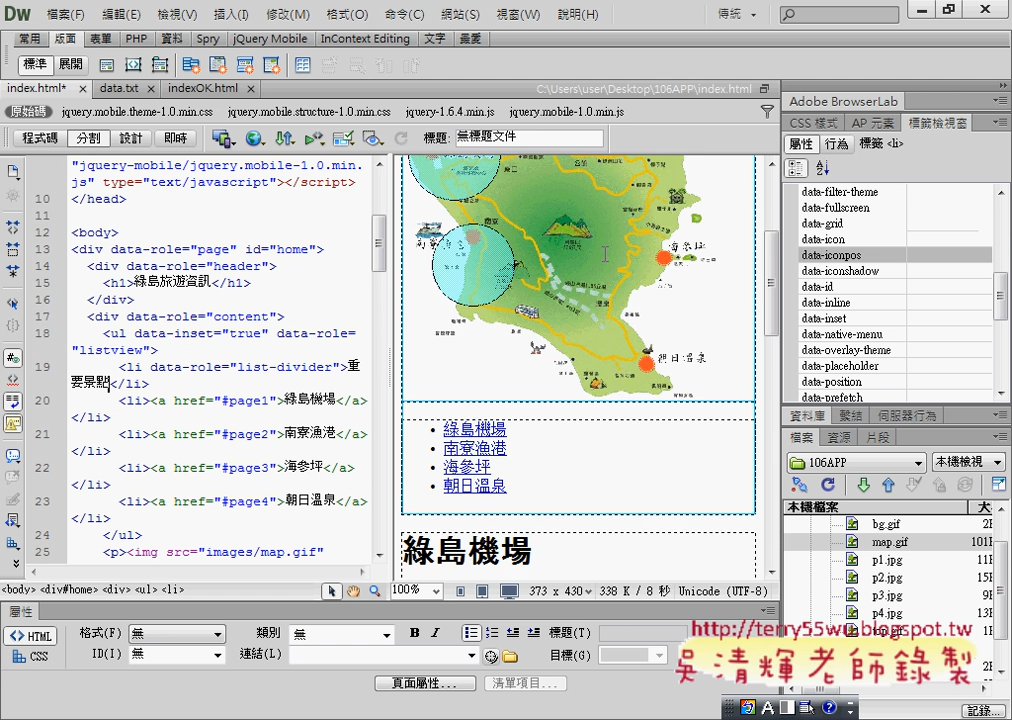 Dw 檔案(F) 編輯(E) 檢視(V) 插入(I) 修改(M) 格式(O) 命令(C) 網站(S) 視窗(W) 說明(H) 傳統
常用 版面 表單 PHP 資料 Spry jQuery Mobile InContext Editing 文字 最愛
標準 展開
index.html* data.txt indexOK.html C:\Users\user\Desktop\106APP\index.html
原始碼 jquery.mobile.theme-1.0.min.css jquery.mobile.structure-1.0.min.css jquery-1.6.4.min.js jquery.mobile-1.0.min.js
程式碼 分割 設計 即時 標題: 無標題文件
"jquery-mobile/jquery.mobile-1.0.min.
js" type="text/javascript"></script>
10 </head>
11
12 <body>
13 <div data-role="page" id="home">
14 <div data-role="header">
15 <h1>綠島旅遊資訊</h1>
16 </div>
17 <div data-role="content">
18 <ul data-inset="true" data-role=
"listview">
19 <li data-role="list-divider">重
要景點</li>
20 <li><a href="#page1">綠島機場</a>
</li>
21 <li><a href="#page2">南寮漁港</a>
</li>
22 <li><a href="#page3">海參坪</a>
</li>
23 <li><a href="#page4">朝日溫泉</a>
</li>
24 </ul>
25 <p><img src="images/map.gif"
海參坪
朝日溫泉
綠島機場
南寮漁港
海參坪
朝日溫泉
綠島機場
<body> <div#home> <div> <ul> <li> 100% 373 x 430 338 K / 8 秒 Unicode (UTF-8)
屬性
<> HTML 格式(F) 無 類別 無 B I 標題(T)
CSS ID(I) 無 連結(L) 目標(G)
頁面屬性... 清單項目...
Adobe BrowserLab
CSS 樣式 AP 元素 標籤檢視窗
屬性 行為 標籤 <li>
data-filter-theme
data-fullscreen
data-grid
data-icon
data-iconpos
data-iconshadow
data-id
data-inline
data-inset
data-native-menu
data-overlay-theme
data-placeholder
data-position
data-prefetch
資料庫 繫結 伺服器行為
檔案 資源 片段
106APP 本機檢視
本機檔案 大
bg.gif
map.gif 101
p1.jpg
p2.jpg
p3.jpg
p4.jpg
http://terry55wu.blogspot.tw
吳清輝老師錄製
記錄...